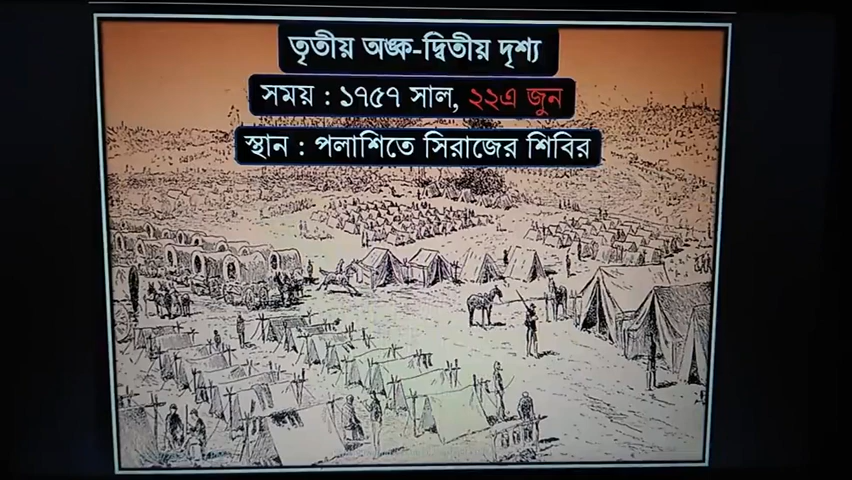 তৃতীয় অঙ্ক-দ্বিতীয় দৃশ্য
সময় : ১৭৫৭ সাল, ২২এ জুন
স্থান : পলাশিতে সিরাজের শিবির